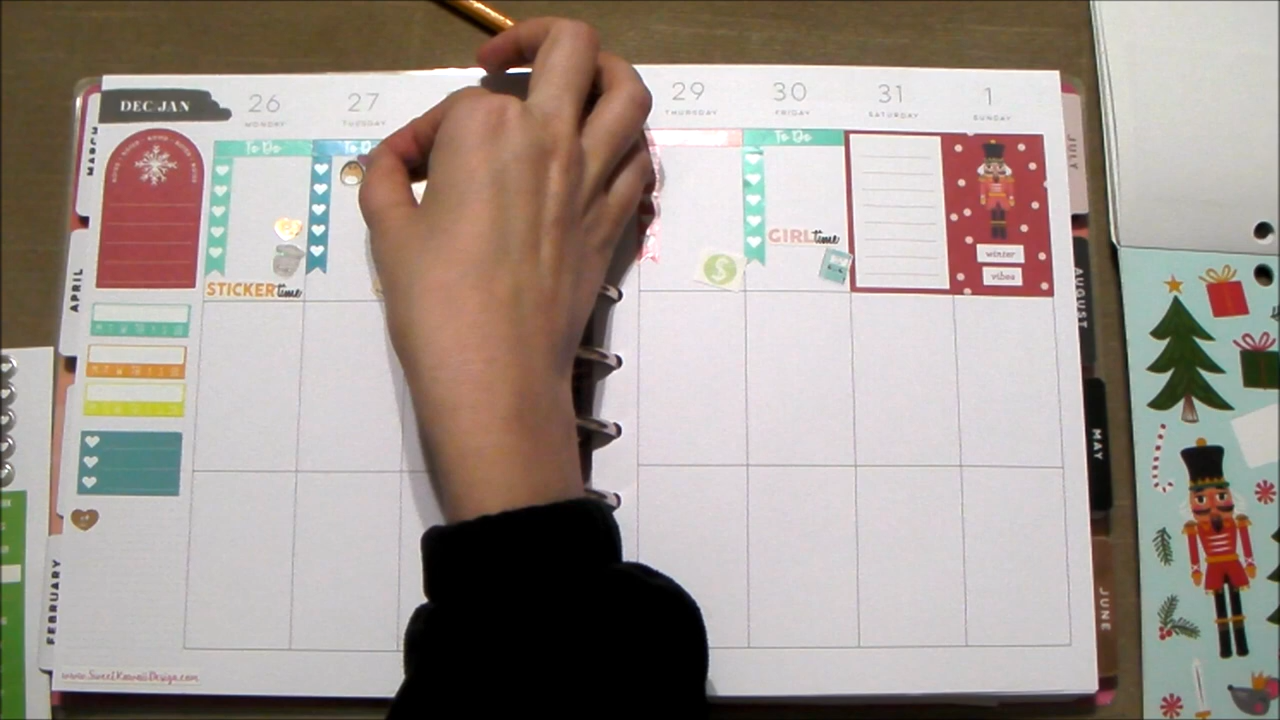 DEC JAN
26
MONDAY
27
TUESDAY
29
THURSDAY
30
FRIDAY
31
SATURDAY
1
SUNDAY
To Do
To D
To Do
STICKERtime
GIRLtime
S
winter
vibes
MARCH
APRIL
FEBRUARY
JULY
AUGUST
MAY
JUNE
www.SweetKawaiiDesign.com